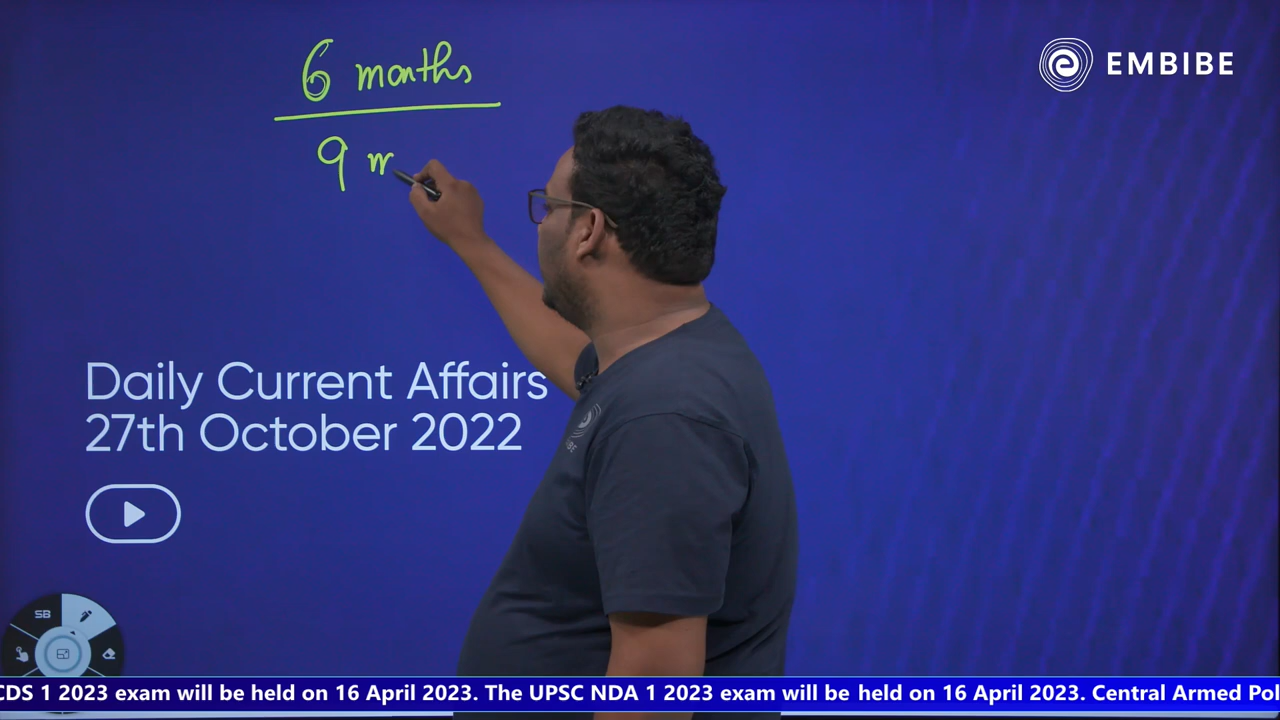 6 months
9 m
EMBIBE
Daily Current Affairs
27th October 2022
SB
CDS 1 2023 exam will be held on 16 April 2023. The UPSC NDA 1 2023 exam will be held on 16 April 2023. Central Armed Pol